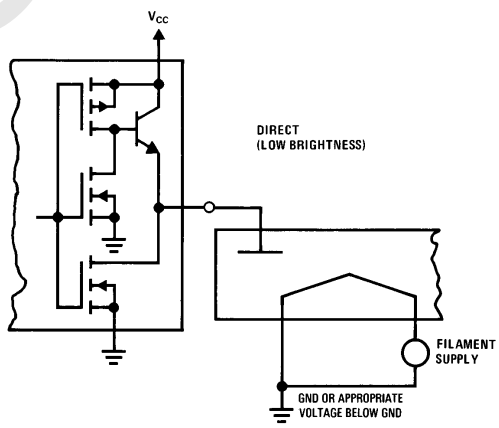 VCC
DIRECT
(LOW BRIGHTNESS)
FILAMENT
SUPPLY
GND OR APPROPRIATE
VOLTAGE BELOW GND